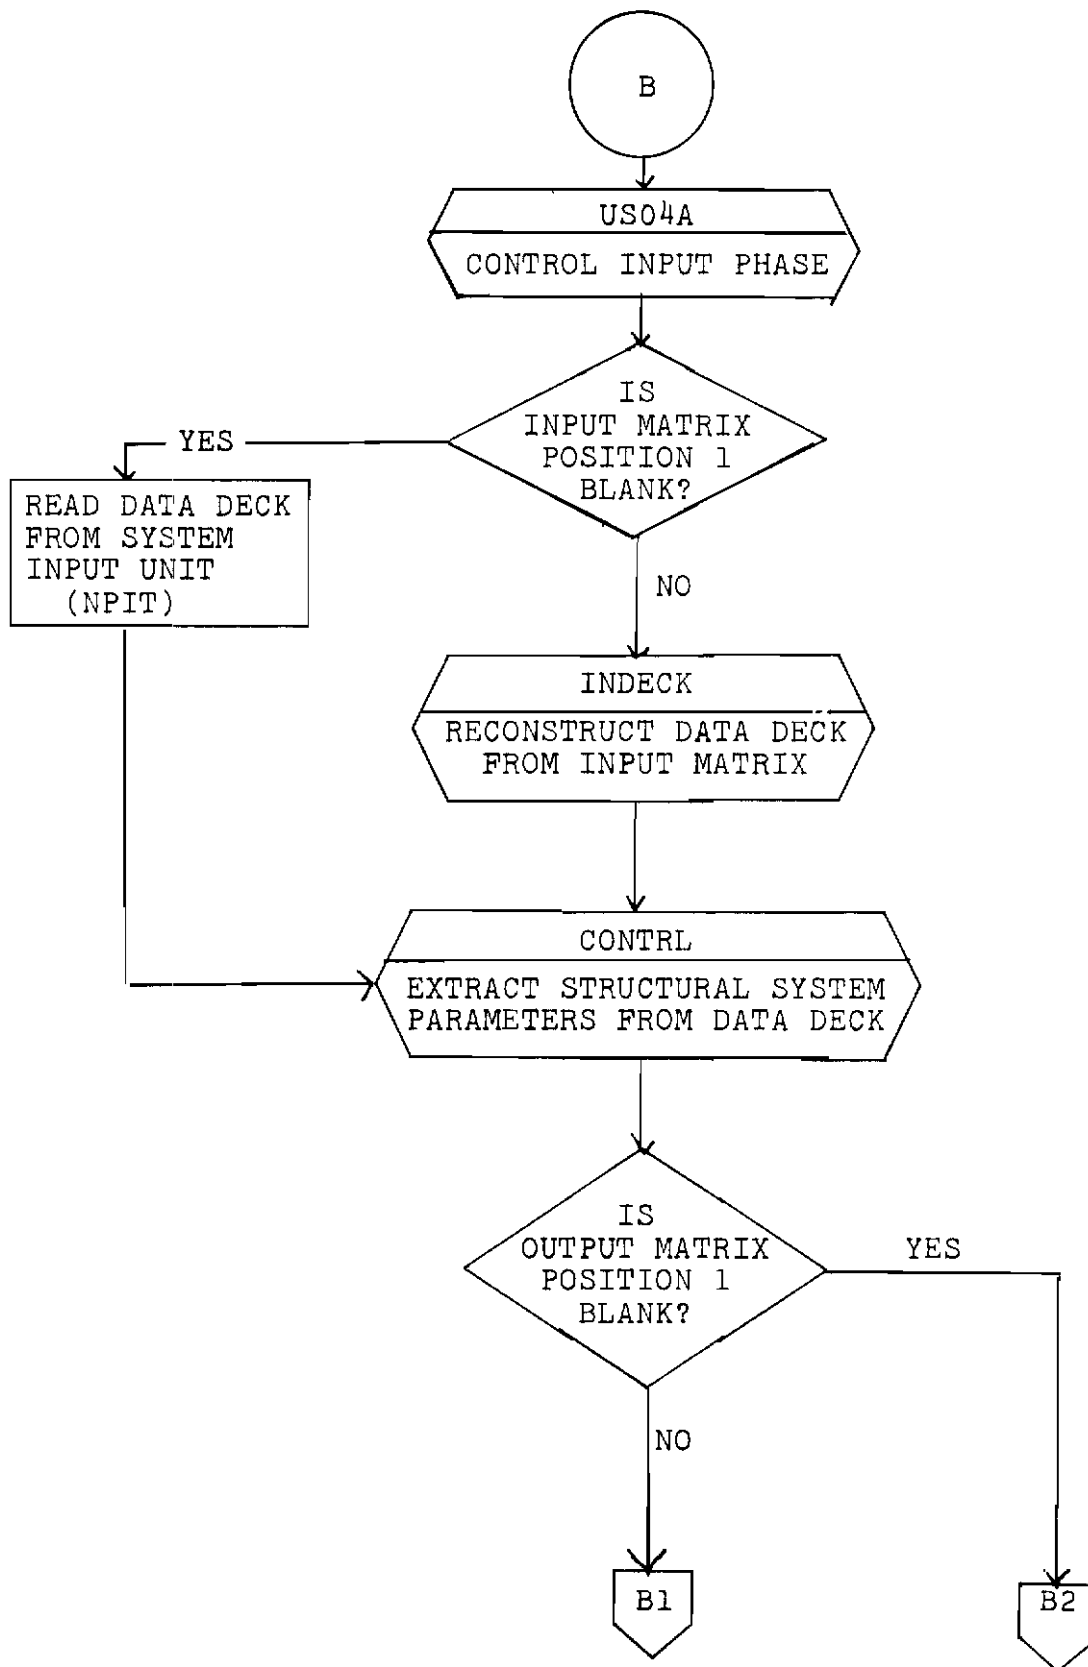 B
US04A
CONTROL INPUT PHASE
IS
INPUT MATRIX
POSITION 1
BLANK?
YES
READ DATA DECK
FROM SYSTEM
INPUT UNIT
(NPIT)
NO
INDECK
RECONSTRUCT DATA DECK
FROM INPUT MATRIX
CONTRL
EXTRACT STRUCTURAL SYSTEM
PARAMETERS FROM DATA DECK
IS
OUTPUT MATRIX
POSITION 1
BLANK?
YES
NO
B1
B2